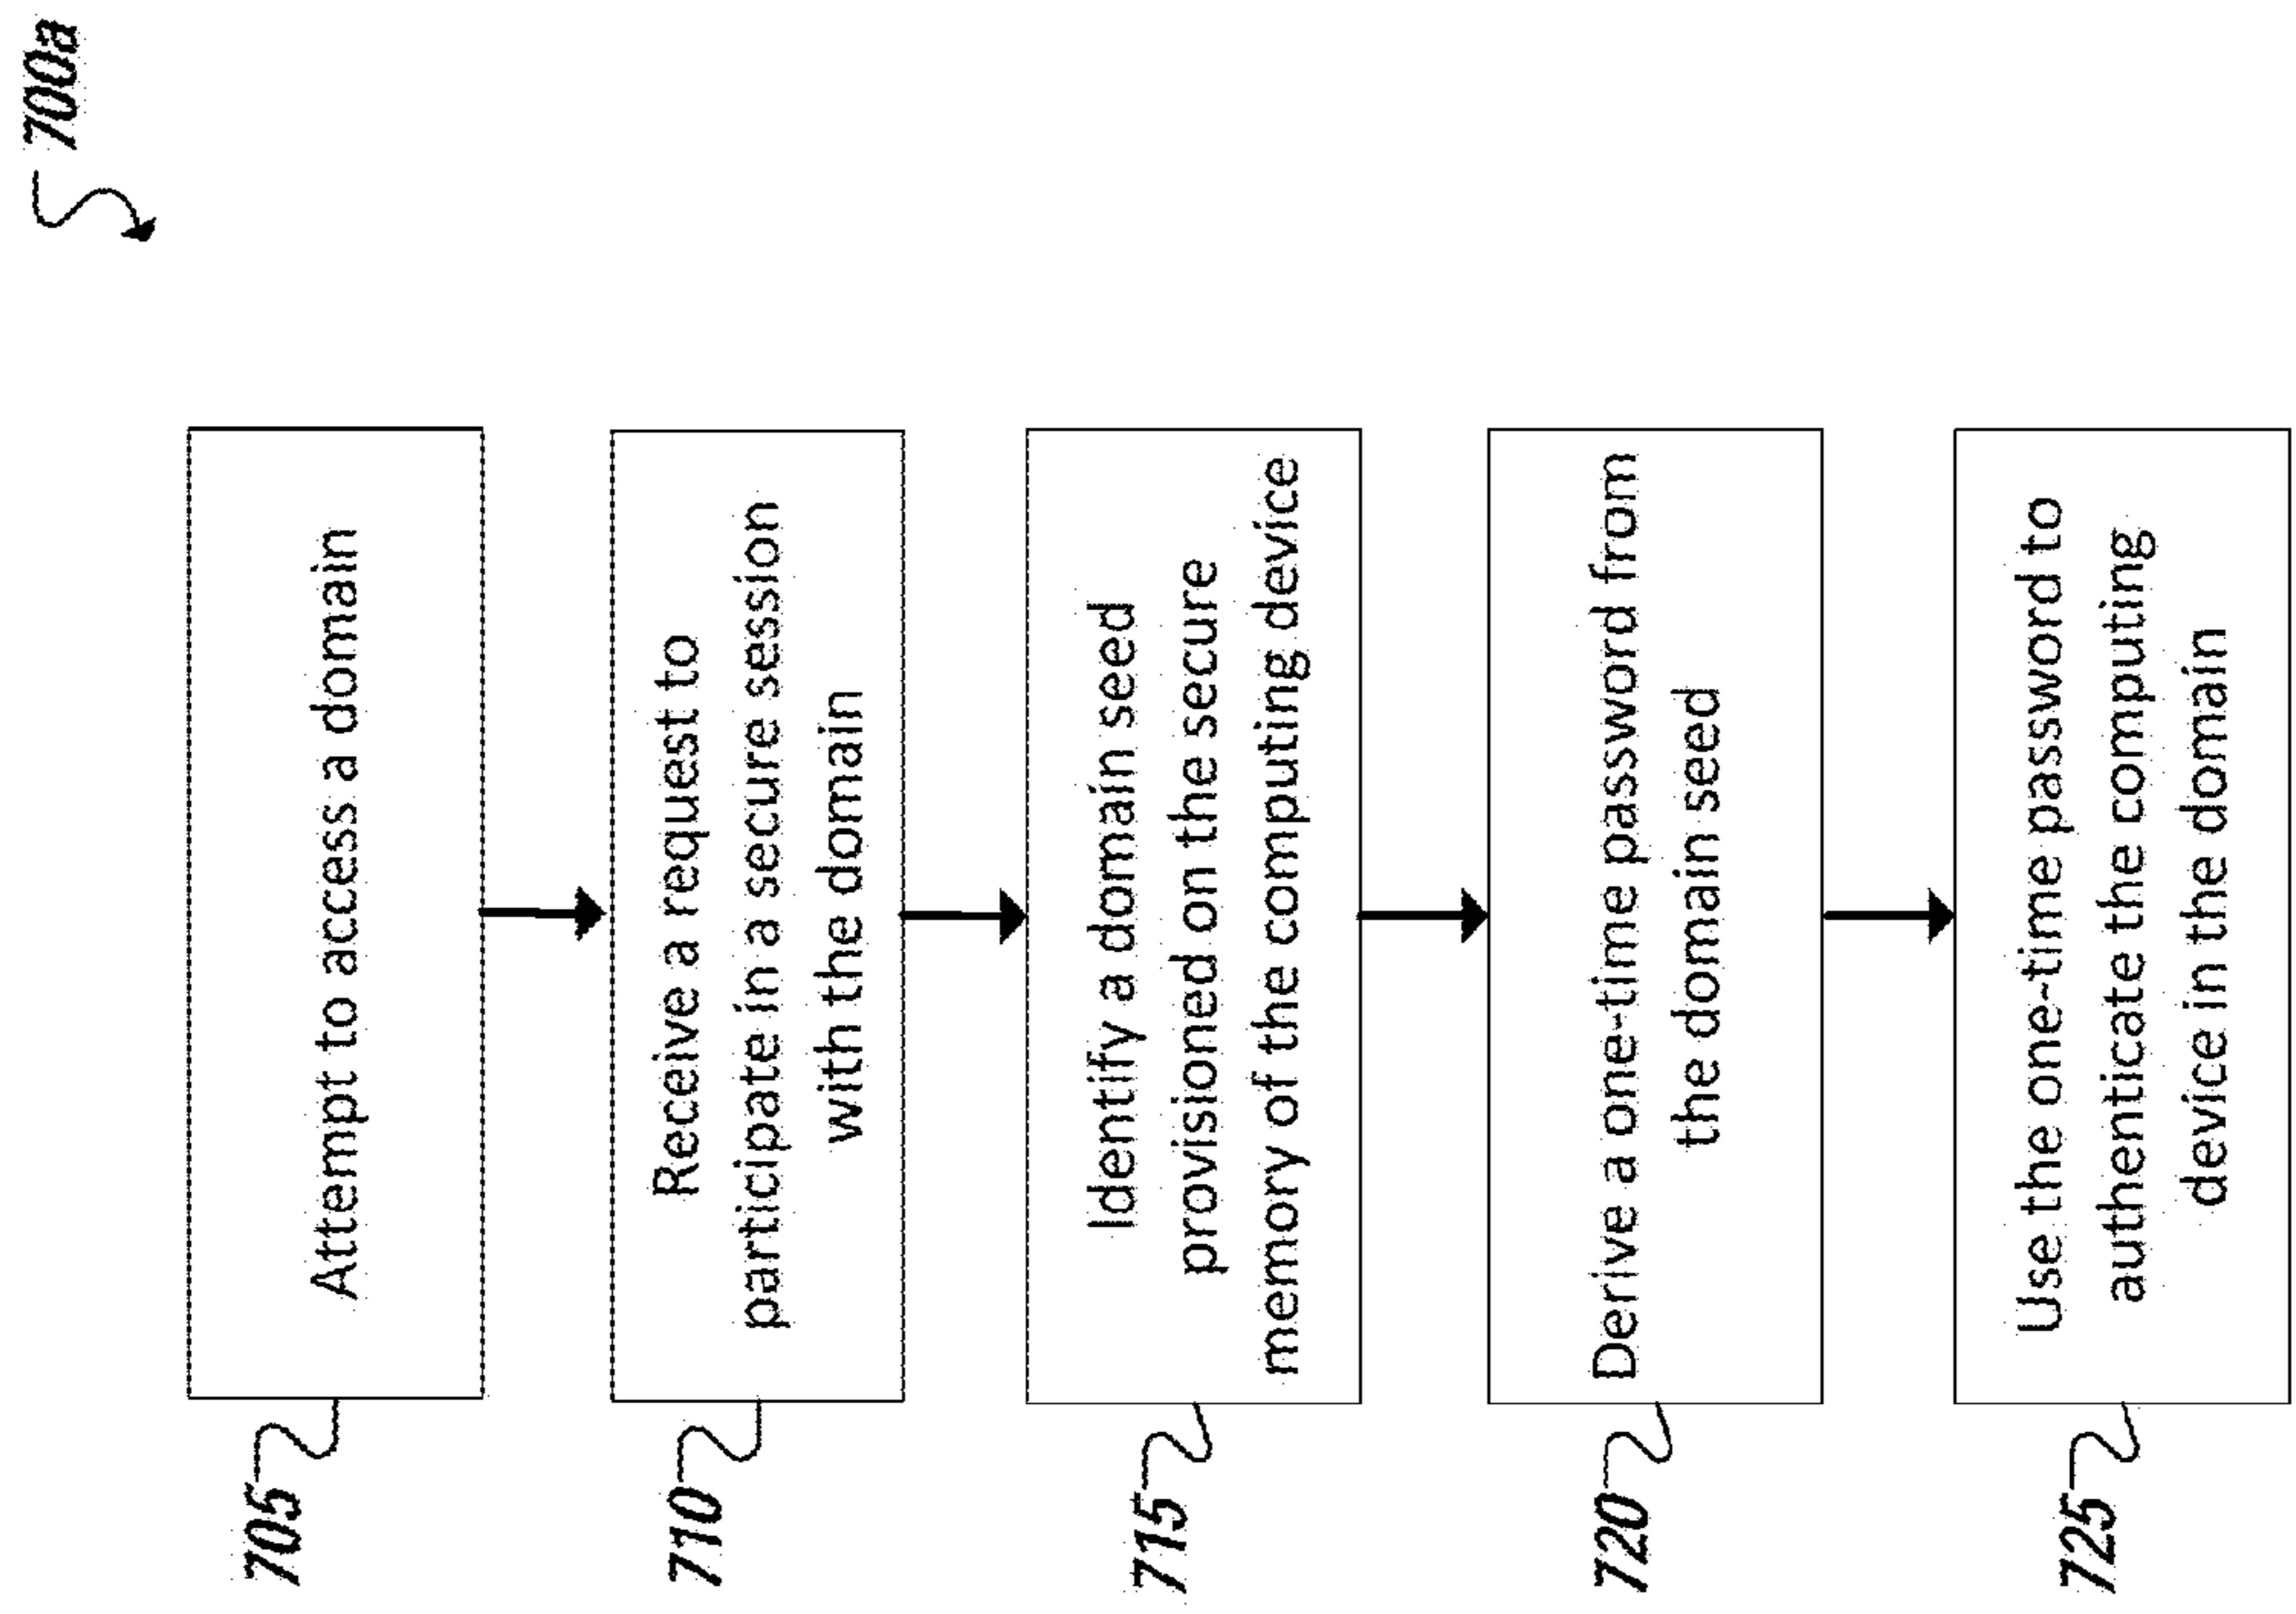 700a
705
Attempt to access a domain
710
Receive a request to
participate in a secure session
with the domain
715
Identify a domain seed
provisioned on the secure
memory of the computing device
720
Derive a one-time password from
the domain seed
725
Use the one-time password to
authenticate the computing
device in the domain